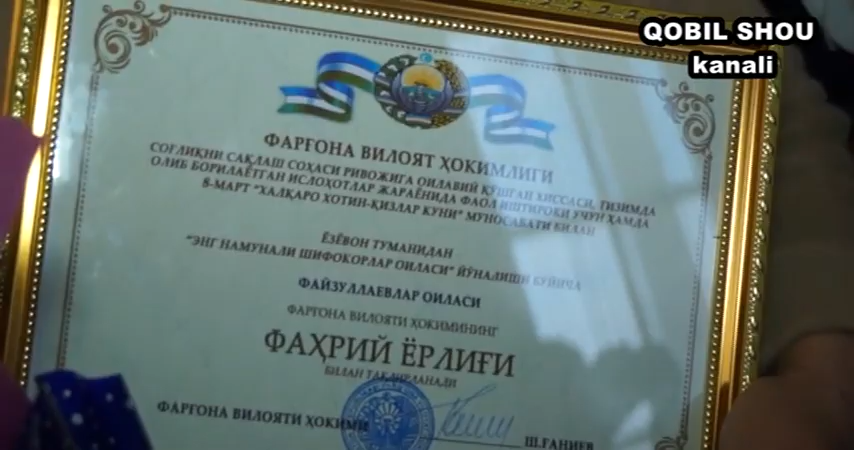 QOBIL SHOU
kanali
ФАРҒОНА ВИЛОЯТ ҲОКИМЛИГИ
СОҒЛИҚНИ САҚЛАШ СОҲАСИ РИВОЖИГА ОИЛАВИЙ ҚЎШГАН ҲИССАСИ, ТИЗИМДА
ОЛИБ БОРИЛАЁТГАН ИСЛОҲОТЛАР ЖАРАЁНИДА ФАОЛ ИШТИРОКИ УЧУН ҲАМДА
8-МАРТ “ХАЛҚАРО ХОТИН-ҚИЗЛАР КУНИ” МУНОСАБАТИ БИЛАН
ЁЗЁВОН ТУМАНИДАН
“ЭНГ НАМУНАЛИ ШИФОКОРЛАР ОИЛАСИ” ЙЎНАЛИШИ БЎЙИЧА
ФАЙЗУЛЛАЕВЛАР ОИЛАСИ
ФАРҒОНА ВИЛОЯТИ ҲОКИМИНИНГ
ФАҲРИЙ ЁРЛИҒИ
БИЛАН ТАҚДИРЛАНАДИ
ФАРҒОНА ВИЛОЯТИ ҲОКИМИ
Ш.ҒАНИЕВ